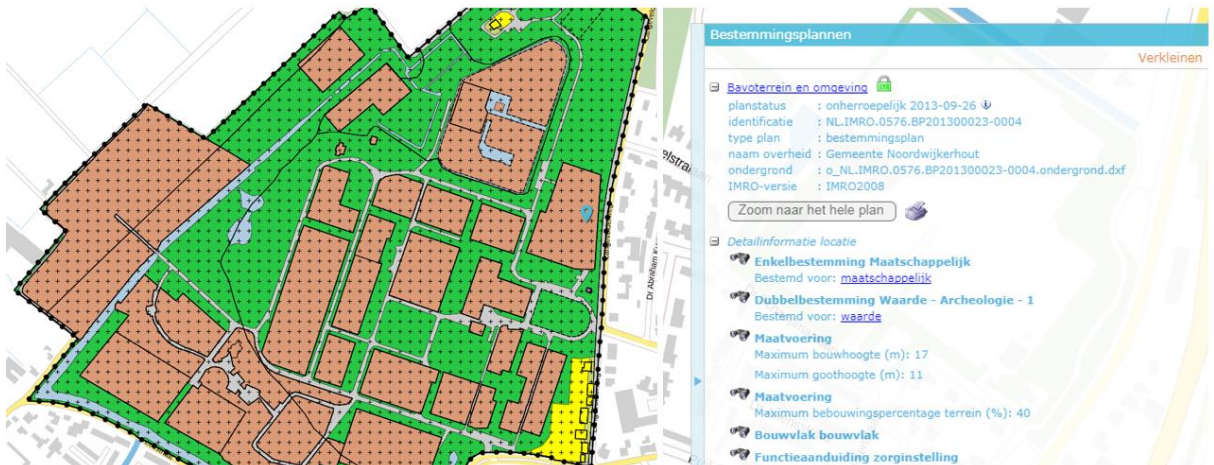 Dr Abraham Ku
Bestemmingsplannen
Verkleinen
Bavoterrein en omgeving
planstatus : onherroepelijk 2013-09-26
identificatie : NL.IMRO.0576.BP201300023-0004
type plan : bestemmingsplan
naam overheid : Gemeente Noordwijkerhout
ondergrond : o_NL.IMRO.0576.BP201300023-0004.ondergrond.dxf
IMRO-versie : IMRO2008
Zoom naar het hele plan
Detailinformatie locatie
Enkelbestemming Maatschappelijk
Bestemd voor: maatschappelijk
Dubbelbestemming Waarde - Archeologie - 1
Bestemd voor: waarde
Maatvoering
Maximum bouwhoogte (m): 17
Maximum goothoogte (m): 11
Maatvoering
Maximum bebouwingspercentage terrein (%): 40
Bouwvlak bouwvlak
Functieaanduiding zorginstelling